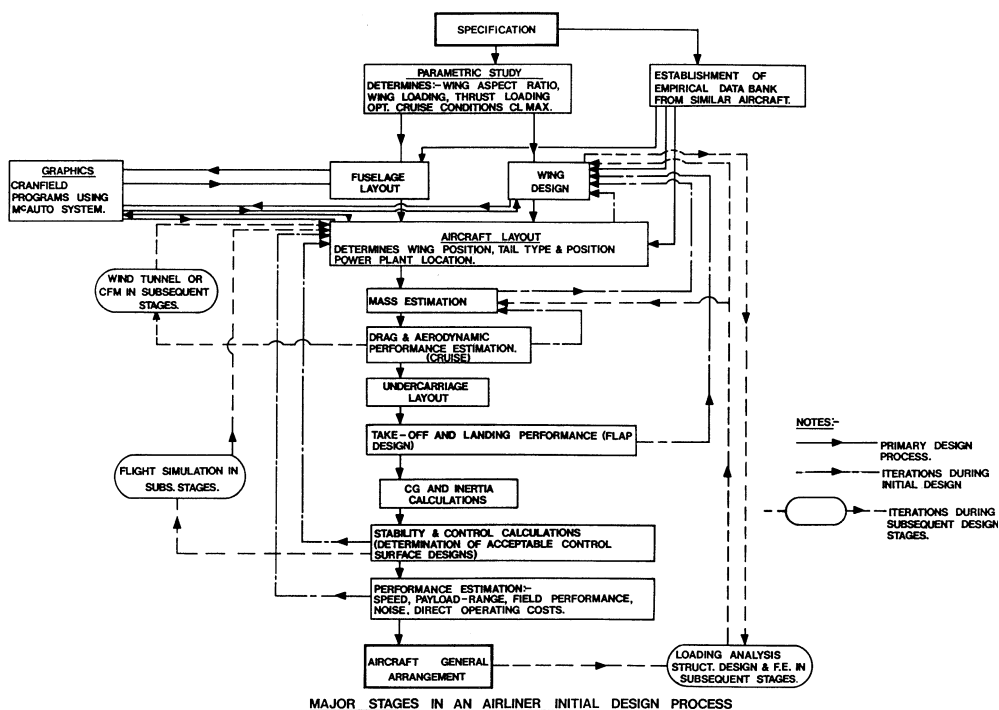 SPECIFICATION
PARAMETRIC STUDY
DETERMINES:-WING ASPECT RATIO,
WING LOADING, THRUST LOADING
OPT. CRUISE CONDITIONS CL MAX.
ESTABLISHMENT OF
EMPIRICAL DATA BANK
FROM SIMILAR AIRCRAFT.
GRAPHICS
CRANFIELD
PROGRAMS USING
McAUTO SYSTEM.
FUSELAGE
LAYOUT
WING
DESIGN
AIRCRAFT LAYOUT
DETERMINES WING POSITION, TAIL TYPE & POSITION
POWER PLANT LOCATION.
WIND TUNNEL OR
CFM IN SUBSEQUENT
STAGES.
MASS ESTIMATION
DRAG & AERODYNAMIC
PERFORMANCE ESTIMATION.
(CRUISE)
UNDERCARRIAGE
LAYOUT
TAKE-OFF AND LANDING PERFORMANCE (FLAP
DESIGN)
FLIGHT SIMULATION IN
SUBS. STAGES.
CG AND INERTIA
CALCULATIONS
STABILITY & CONTROL CALCULATIONS
(DETERMINATION OF ACCEPTABLE CONTROL
SURFACE DESIGNS)
PERFORMANCE ESTIMATION:-
SPEED, PAYLOAD-RANGE, FIELD PERFORMANCE,
NOISE, DIRECT OPERATING COSTS.
AIRCRAFT GENERAL
ARRANGEMENT
LOADING ANALYSIS
STRUCT. DESIGN & F.E. IN
SUBSEQUENT STAGES.
NOTES:-
PRIMARY DESIGN
PROCESS.
ITERATIONS DURING
INITIAL DESIGN
ITERATIONS DURING
SUBSEQUENT DESIGN
STAGES.
MAJOR STAGES IN AN AIRLINER INITIAL DESIGN PROCESS